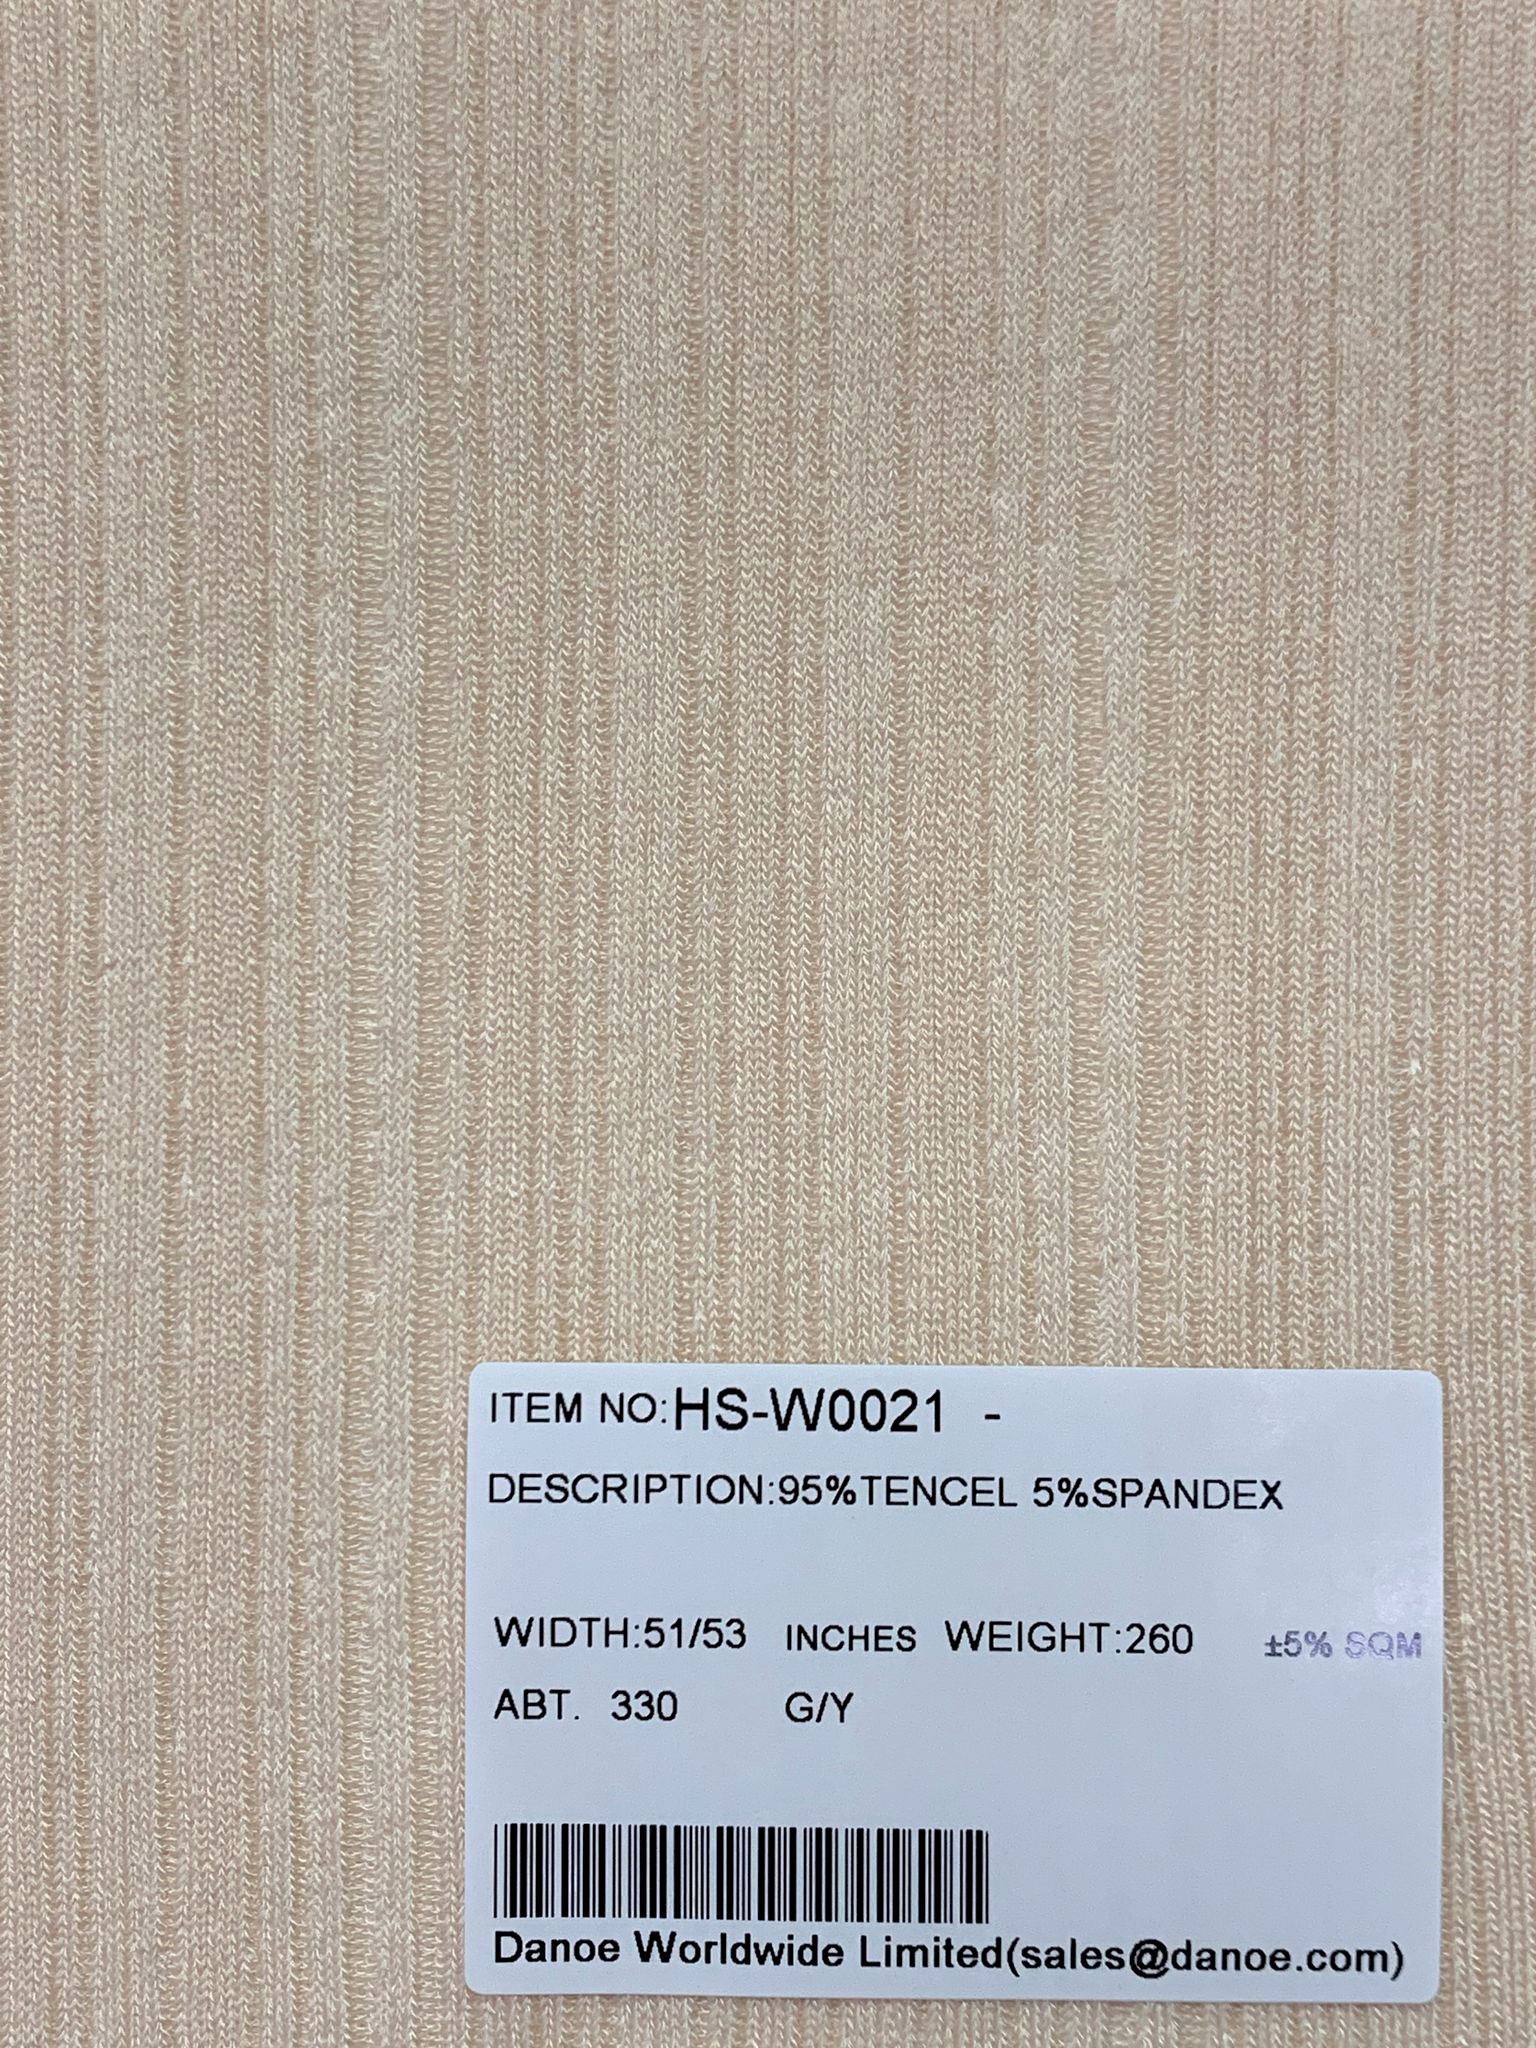 ITEM NO:HS-W0021 -
DESCRIPTION:95%TENCEL 5%SPANDEX
WIDTH:51/53 INCHES WEIGHT:260 ±5% SQM
ABT. 330 G/Y
Danoe Worldwide Limited(sales@danoe.com)